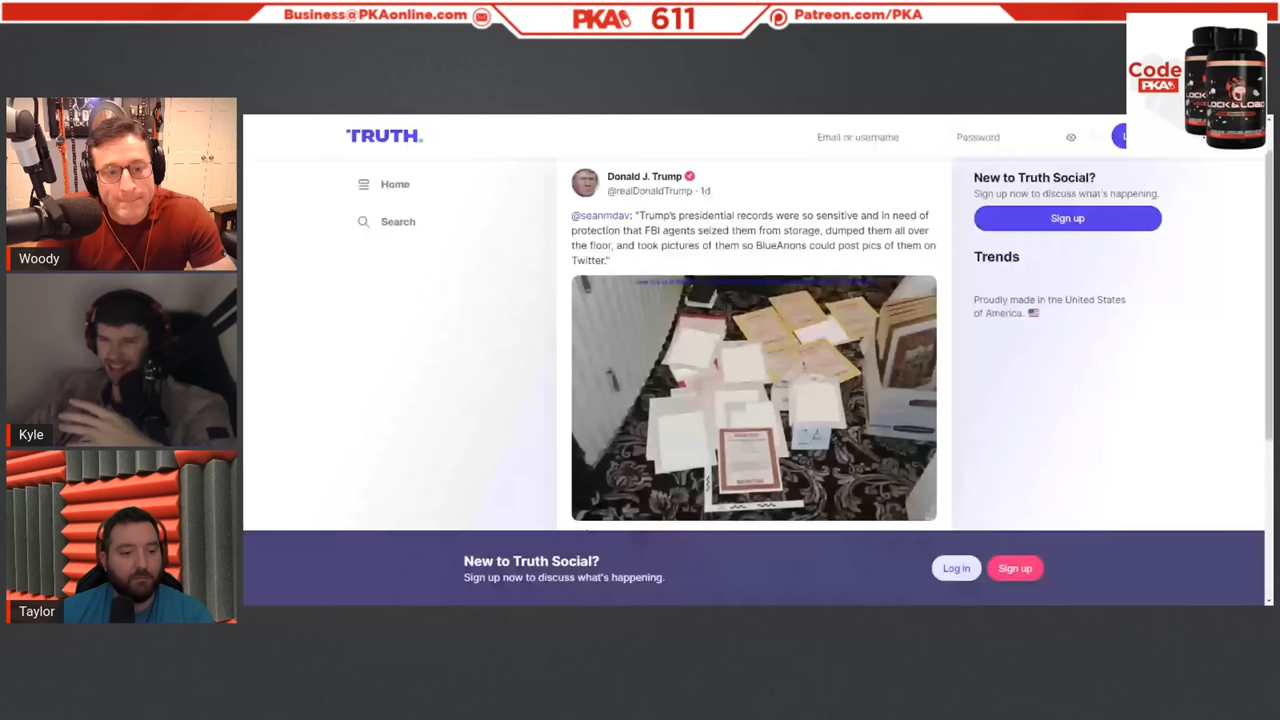 Business@PKAonline.com
PKA 611
Patreon.com/PKA
Code
PKA
LOCK & LOAD
Woody
Kyle
Taylor
TRUTH.
Email or username
Password
Home
Search
Donald J. Trump
@realDonaldTrump · 1d
@seanmdav: "Trump's presidential records were so sensitive and in need of
protection that FBI agents seized them from storage, dumped them all over
the floor, and took pictures of them so BlueAnons could post pics of them on
Twitter."
2A
New to Truth Social?
Sign up now to discuss what's happening.
Sign up
Trends
Proudly made in the United States
of America. 🇺🇸
New to Truth Social?
Sign up now to discuss what's happening.
Log in
Sign up